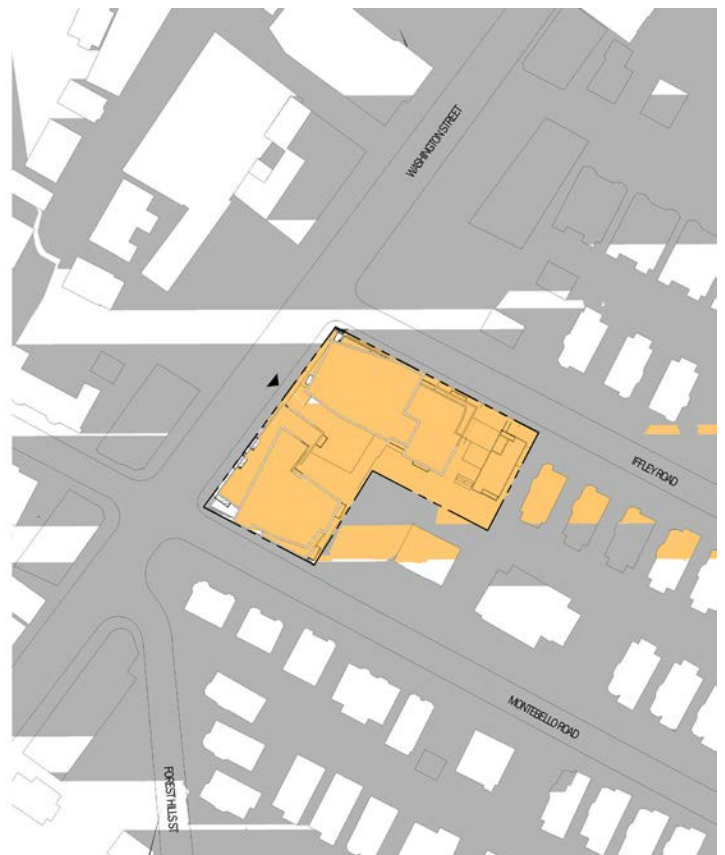 WASHINGTON STREET
IFFLEY ROAD
MONTEBELLO ROAD
FOREST HILLS ST